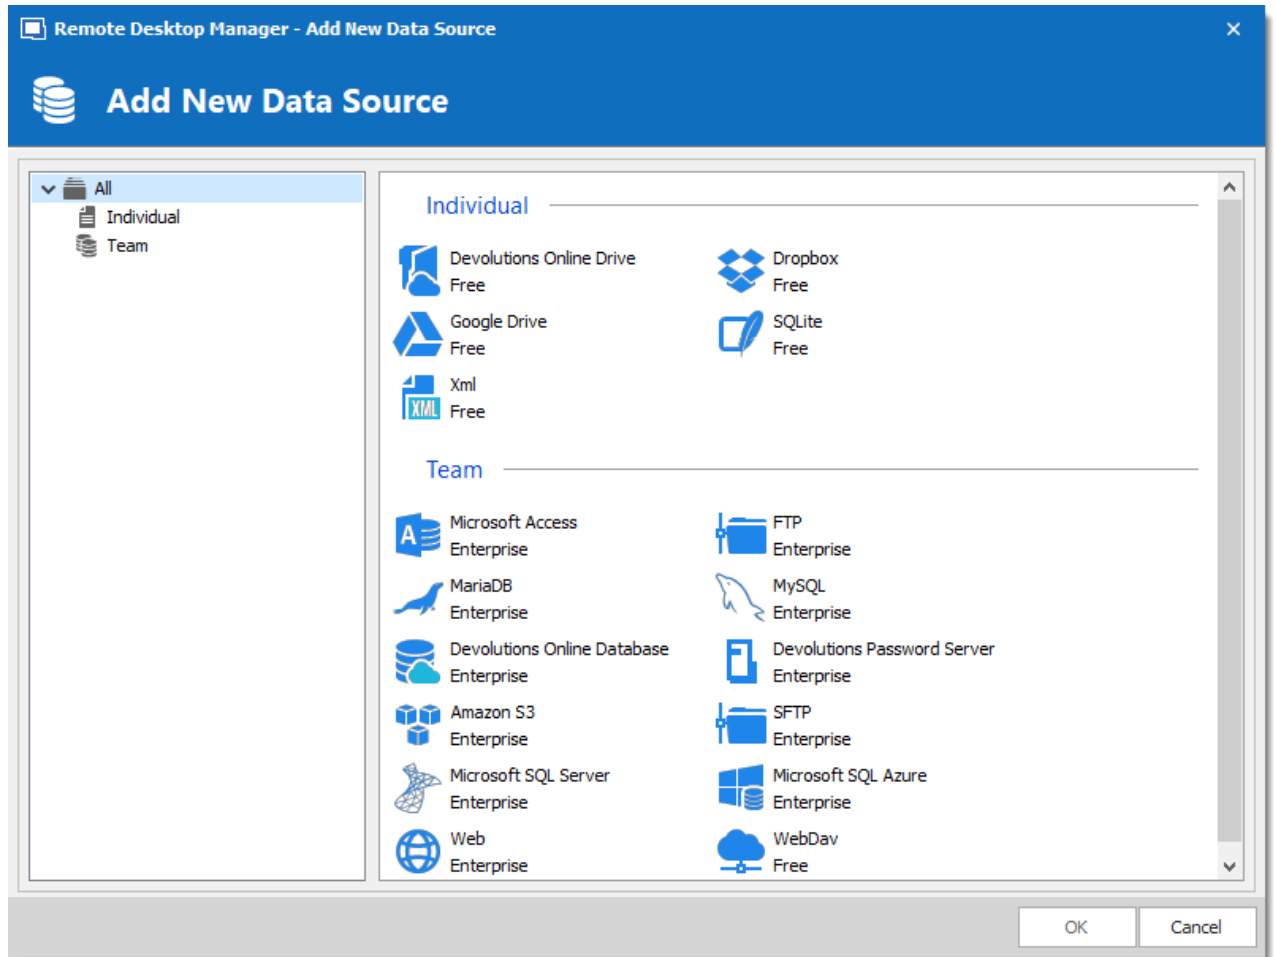 Remote Desktop Manager - Add New Data Source
Add New Data Source
All
Individual
Team
Individual
Devolutions Online Drive
Free
Dropbox
Free
Google Drive
Free
SQLite
Free
XML
Xml
Free
Team
A
Microsoft Access
Enterprise
FTP
Enterprise
MariaDB
Enterprise
MySQL
Enterprise
Devolutions Online Database
Enterprise
Devolutions Password Server
Enterprise
Amazon S3
Enterprise
SFTP
Enterprise
Microsoft SQL Server
Enterprise
Microsoft SQL Azure
Enterprise
Web
Enterprise
WebDav
Free
OK
Cancel